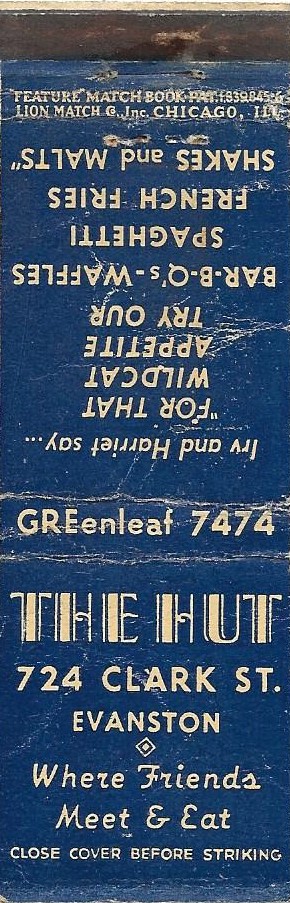 FEATURE MATCH BOOK PAT.1839845-6
LION MATCH Co., Inc. CHICAGO, ILL.
Irv and Harriet say...
"FOR THAT
WILDCAT
APPETITE
TRY OUR
BAR-B-Q's-WAFFLES
SPAGHETTI
FRENCH FRIES
SHAKES and MALTS"
GREenleaf 7474
THE HUT
724 CLARK ST.
EVANSTON
Where Friends
Meet & Eat
CLOSE COVER BEFORE STRIKING